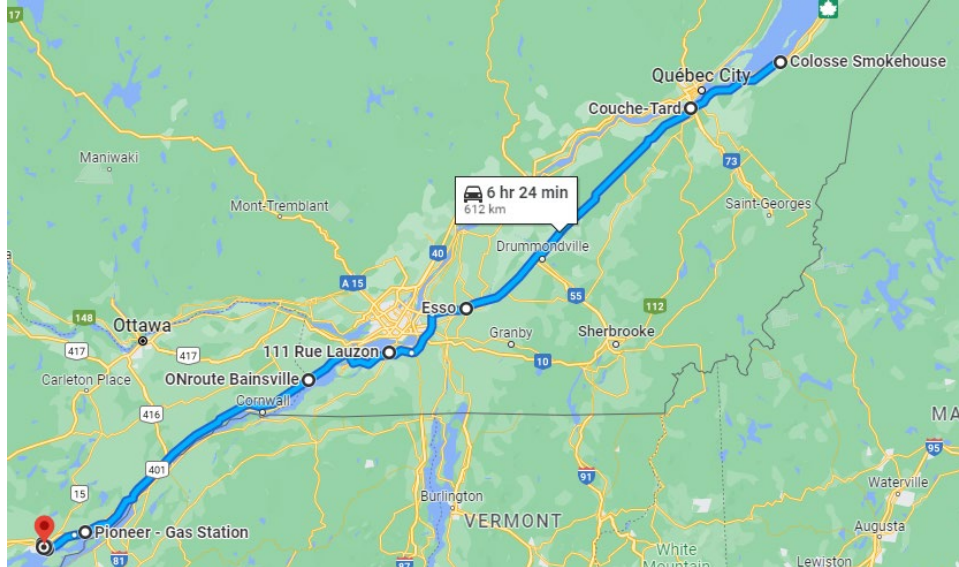 17
Colosse Smokehouse
Québec City
Couche-Tard
Maniwaki
73
6 hr 24 min
612 km
Mont-Tremblant
Saint-Georges
Drummondville
40
A 15
55
112
148
Ottawa
Esso
417
417
111 Rue Lauzon
Granby
Sherbrooke
10
Carleton Place
ONroute Bainsville
Cornwall
416
MA
401
91
95
15
Burlington
Waterville
Pioneer - Gas Station
VERMONT
Augusta
81
87
White
Mountain
Lewiston